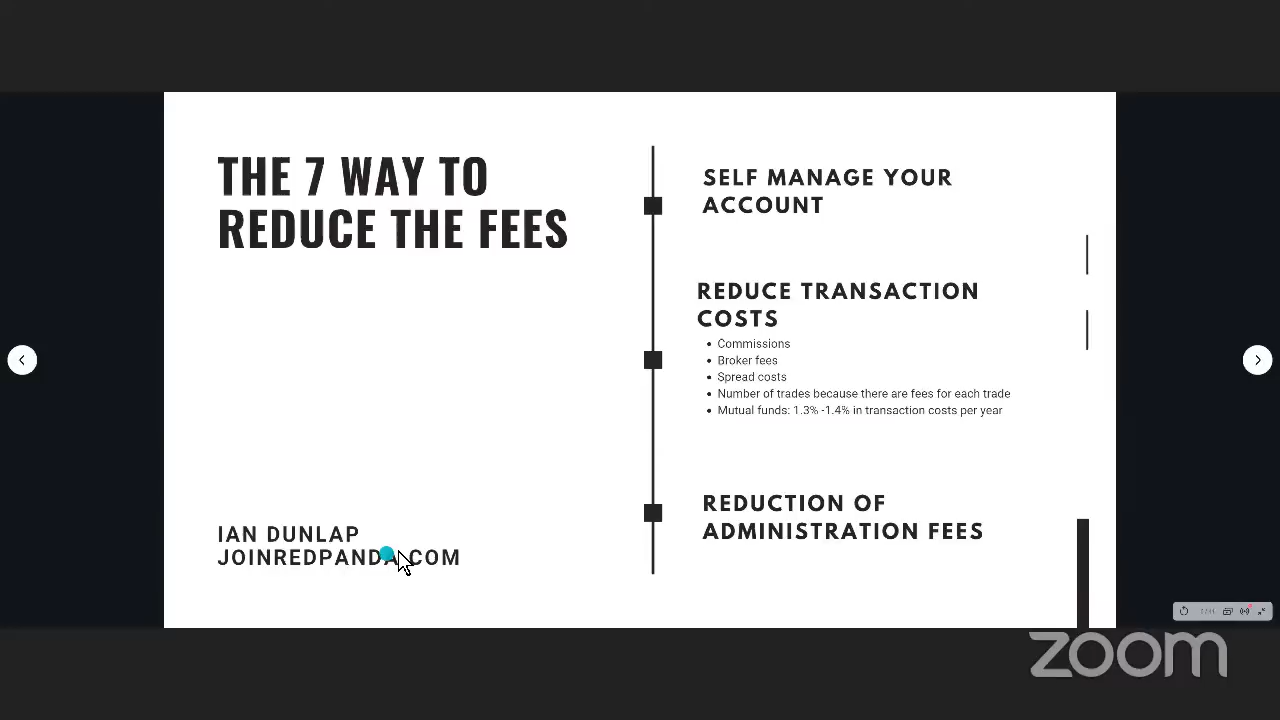 THE 7 WAY TO
REDUCE THE FEES
SELF MANAGE YOUR
ACCOUNT
REDUCE TRANSACTION
COSTS
• Commissions
• Broker fees
• Spread costs
• Number of trades because there are fees for each trade
• Mutual funds: 1.3% -1.4% in transaction costs per year
REDUCTION OF
ADMINISTRATION FEES
IAN DUNLAP
JOINREDPANDA.COM
zoom